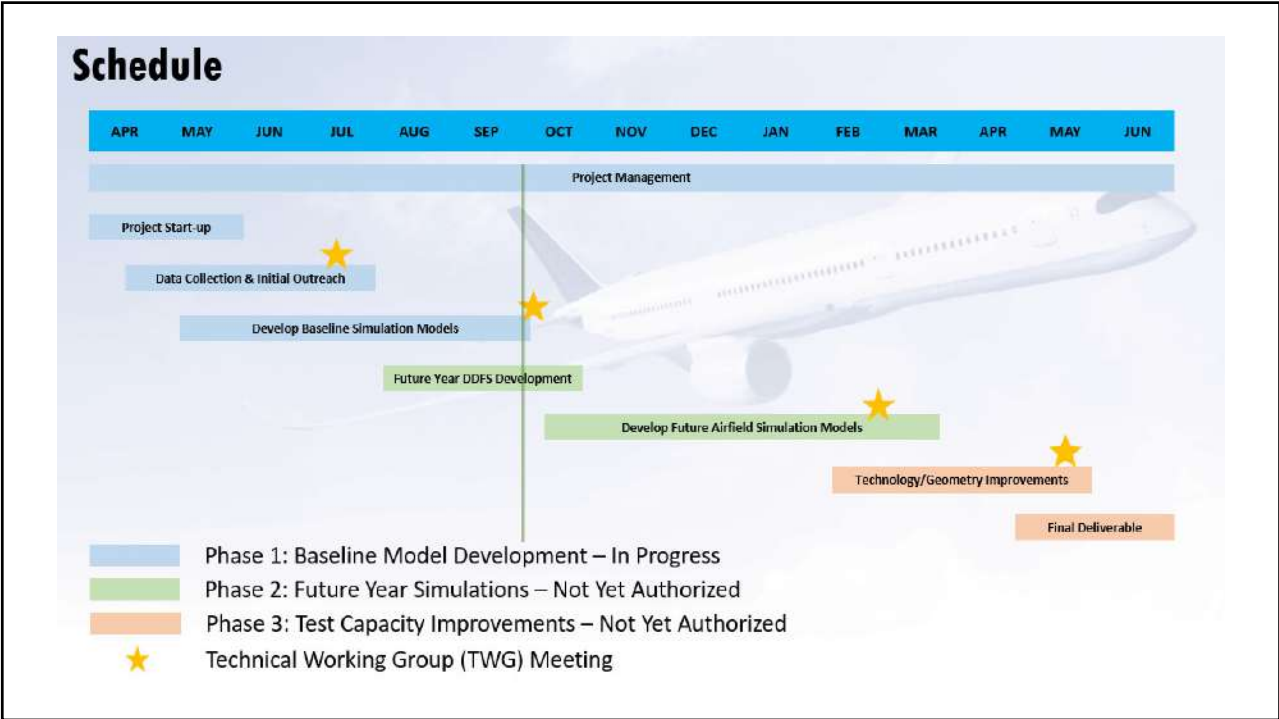 Schedule
APR MAY JUN JUL AUG SEP OCT NOV DEC JAN FEB MAR APR MAY JUN
Project Management
Project Start-up
Data Collection & Initial Outreach
Develop Baseline Simulation Models
Future Year DDFS Development
Develop Future Airfield Simulation Models
Technology/Geometry Improvements
Final Deliverable
Phase 1: Baseline Model Development – In Progress
Phase 2: Future Year Simulations – Not Yet Authorized
Phase 3: Test Capacity Improvements – Not Yet Authorized
Technical Working Group (TWG) Meeting